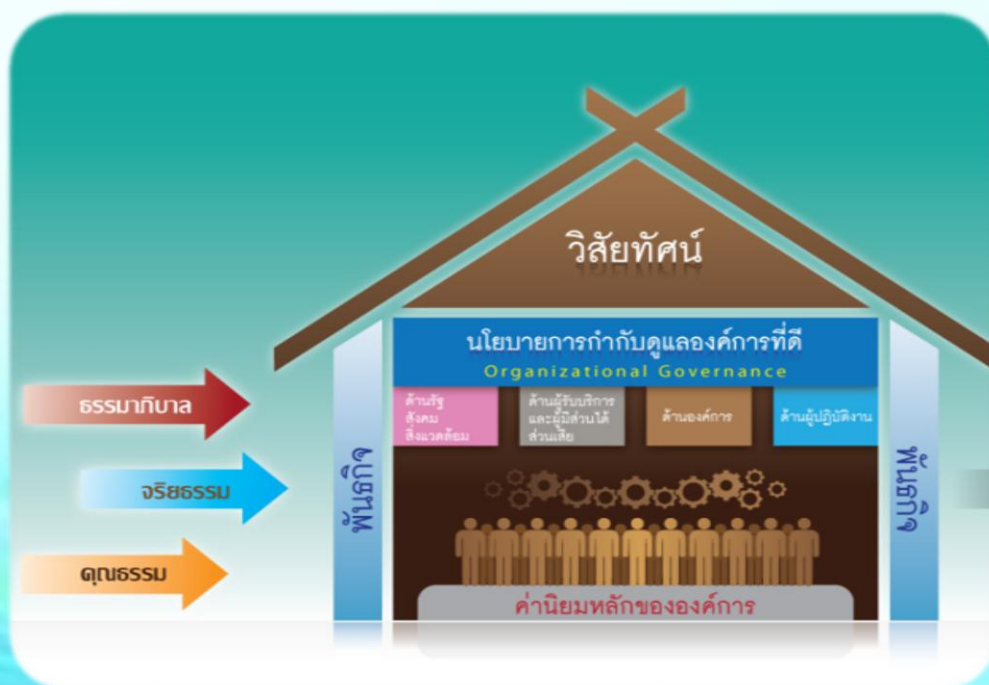 วิสัยทัศน์
นโยบายการกำกับดูแลองค์การที่ดี
Organizational Governance
ด้านรัฐ
สังคม
สิ่งแวดล้อม
ด้านผู้รับบริการ
และผู้มีส่วนได้
ส่วนเสีย
ด้านองค์การ
ด้านผู้ปฏิบัติงาน
ธรรมาภิบาล
จริยธรรม
คุณธรรม
พันธกิจ
พันธกิจ
ค่านิยมหลักขององค์การ